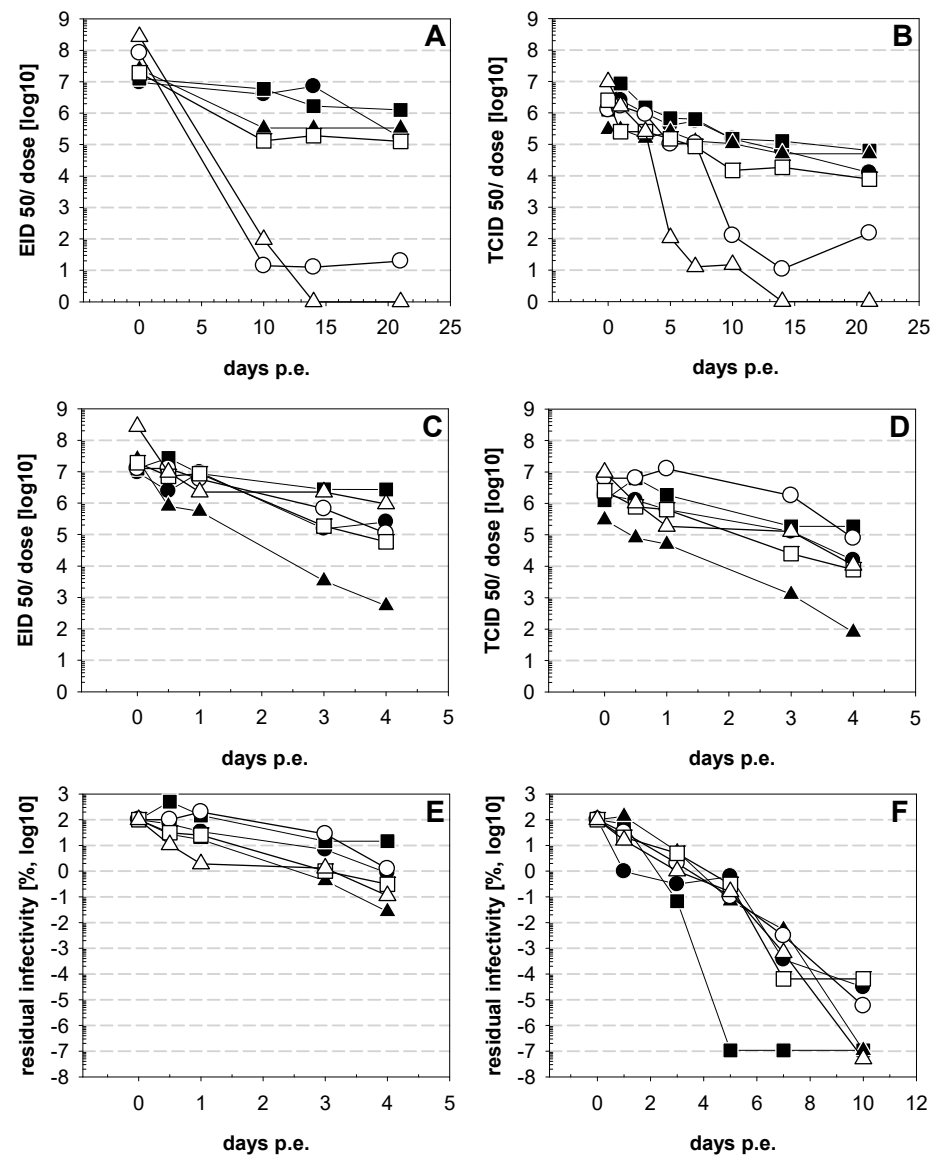 A
EID 50/ dose [log10]
9
8
7
6
5
4
3
2
1
0
0 5 10 15 20 25
days p.e.
B
TCID 50/ dose [log10]
9
8
7
6
5
4
3
2
1
0
0 5 10 15 20 25
days p.e.
C
EID 50/ dose [log10]
9
8
7
6
5
4
3
2
1
0
0 1 2 3 4 5
days p.e.
D
TCID 50/ dose [log10]
9
8
7
6
5
4
3
2
1
0
0 1 2 3 4 5
days p.e.
E
residual infectivity [%, log10]
3
2
1
0
-1
-2
-3
-4
-5
-6
-7
-8
0 1 2 3 4 5
days p.e.
F
residual infectivity [%, log10]
3
2
1
0
-1
-2
-3
-4
-5
-6
-7
-8
0 2 4 6 8 10 12
days p.e.